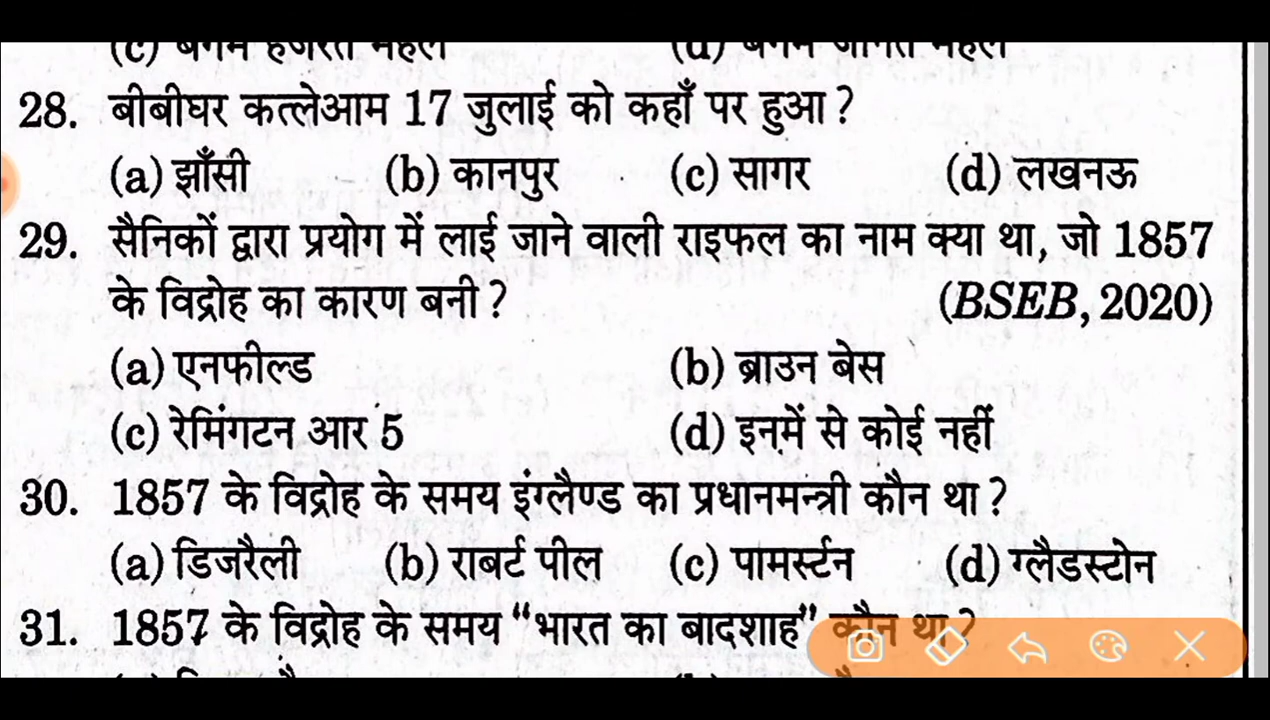 28. बीबीघर कत्लेआम 17 जुलाई को कहाँ पर हुआ?
(a) झाँसी (b) कानपुर (c) सागर (d) लखनऊ
29. सैनिकों द्वारा प्रयोग में लाई जाने वाली राइफल का नाम क्या था, जो 1857
के विद्रोह का कारण बनी? (BSEB, 2020)
(a) एनफील्ड (b) ब्राउन बेस
(c) रेमिंगटन आर 5 (d) इनमें से कोई नहीं
30. 1857 के विद्रोह के समय इंग्लैण्ड का प्रधानमन्त्री कौन था?
(a) डिजरैली (b) राबर्ट पील (c) पामर्स्टन (d) ग्लैडस्टोन
31. 1857 के विद्रोह के समय "भारत का बादशाह" कौन था?